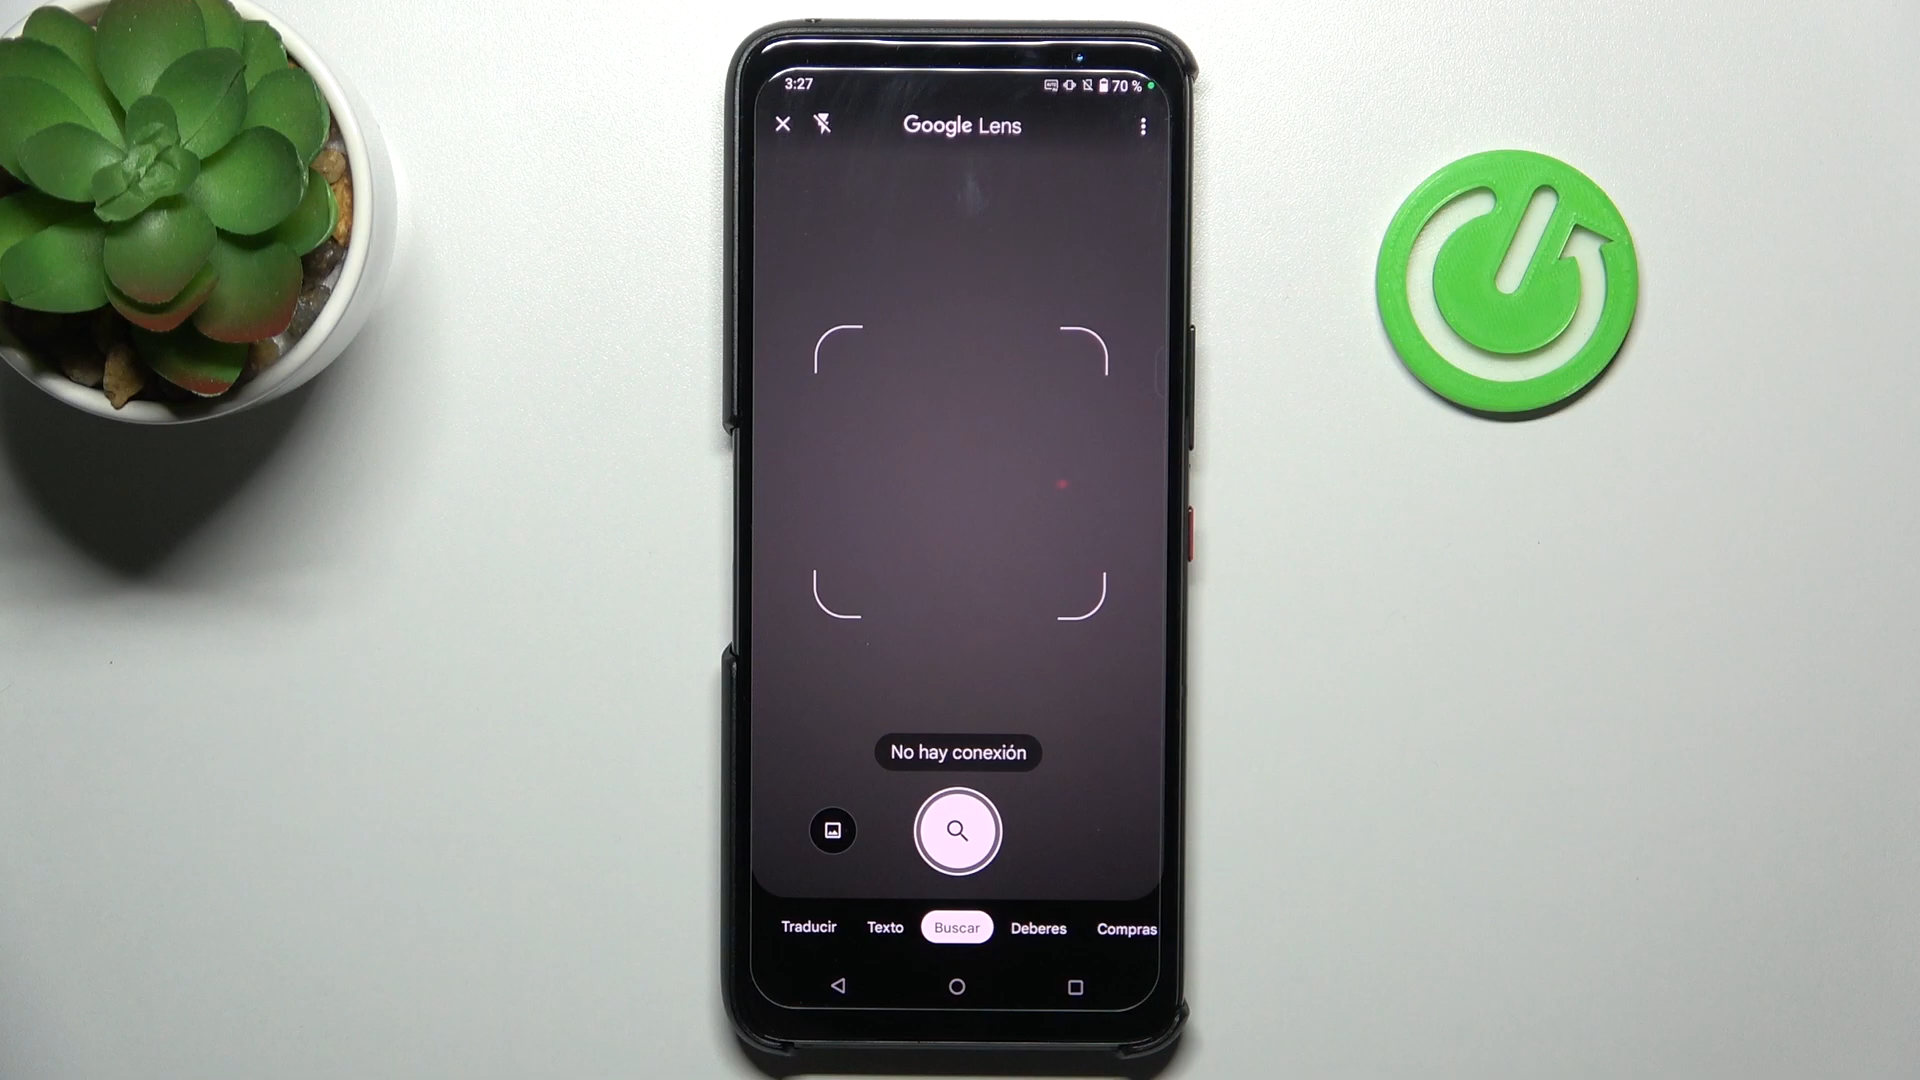 3:27
70 %
Google Lens
No hay conexión
Traducir Texto Buscar Deberes Compras